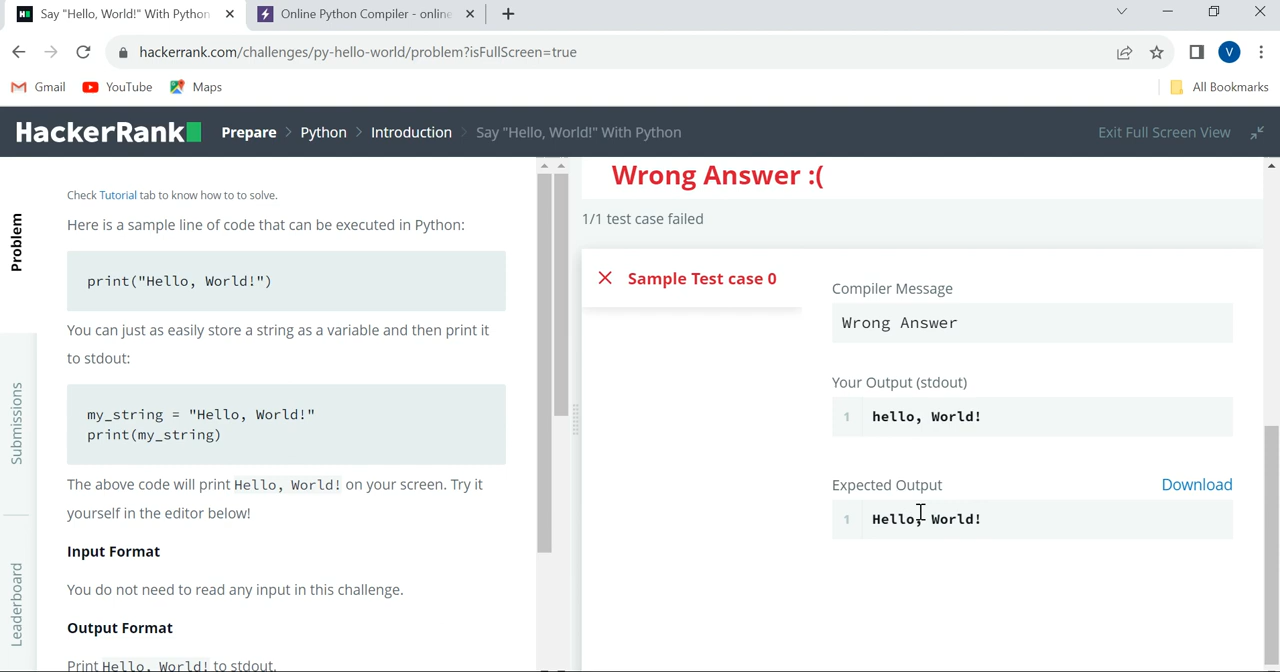 Say "Hello, World!" With Python
Online Python Compiler - online
hackerrank.com/challenges/py-hello-world/problem?isFullScreen=true
V
Gmail YouTube Maps All Bookmarks
HackerRank Prepare > Python > Introduction > Say "Hello, World!" With Python Exit Full Screen View
Problem
Submissions
Leaderboard
Check Tutorial tab to know how to to solve.
Here is a sample line of code that can be executed in Python:
print("Hello, World!")
You can just as easily store a string as a variable and then print it
to stdout:
my_string = "Hello, World!"
print(my_string)
The above code will print Hello, World! on your screen. Try it
yourself in the editor below!
Input Format
You do not need to read any input in this challenge.
Output Format
Print Hello, World! to stdout.
Wrong Answer :(
1/1 test case failed
Sample Test case 0
Compiler Message
Wrong Answer
Your Output (stdout)
1 hello, World!
Expected Output Download
1 Hello, World!